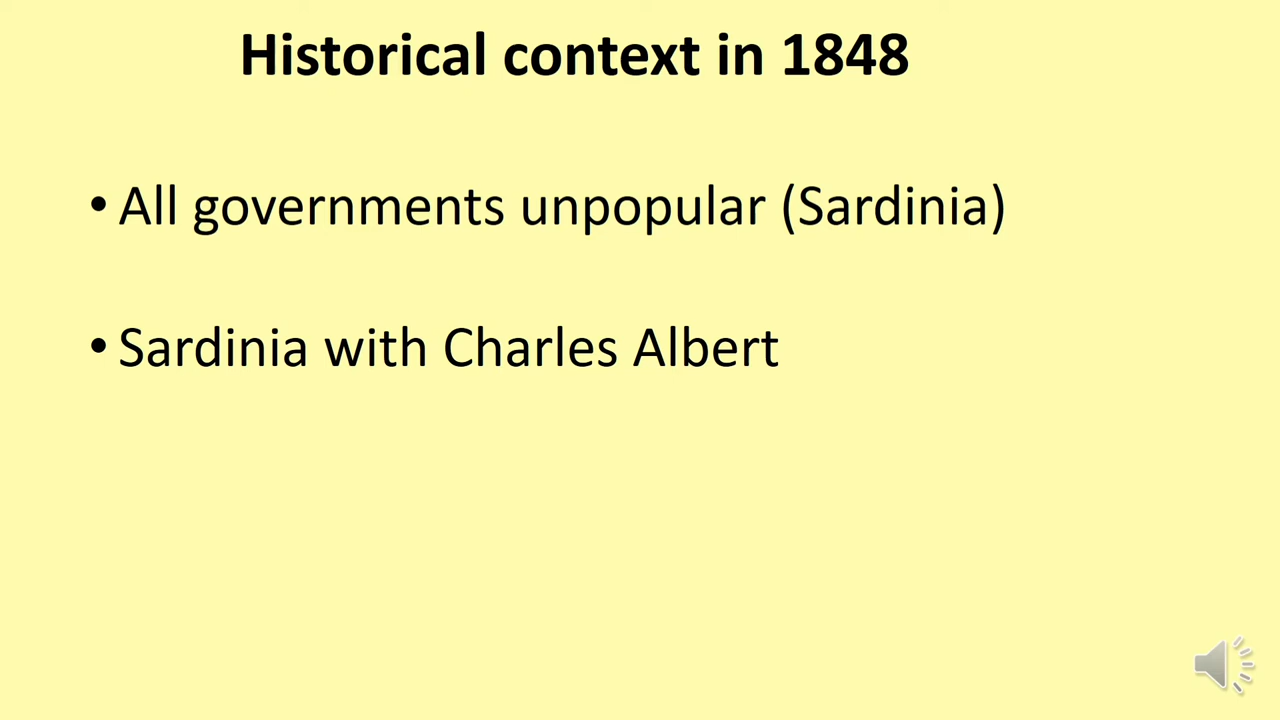 Historical context in 1848
• All governments unpopular (Sardinia)
• Sardinia with Charles Albert